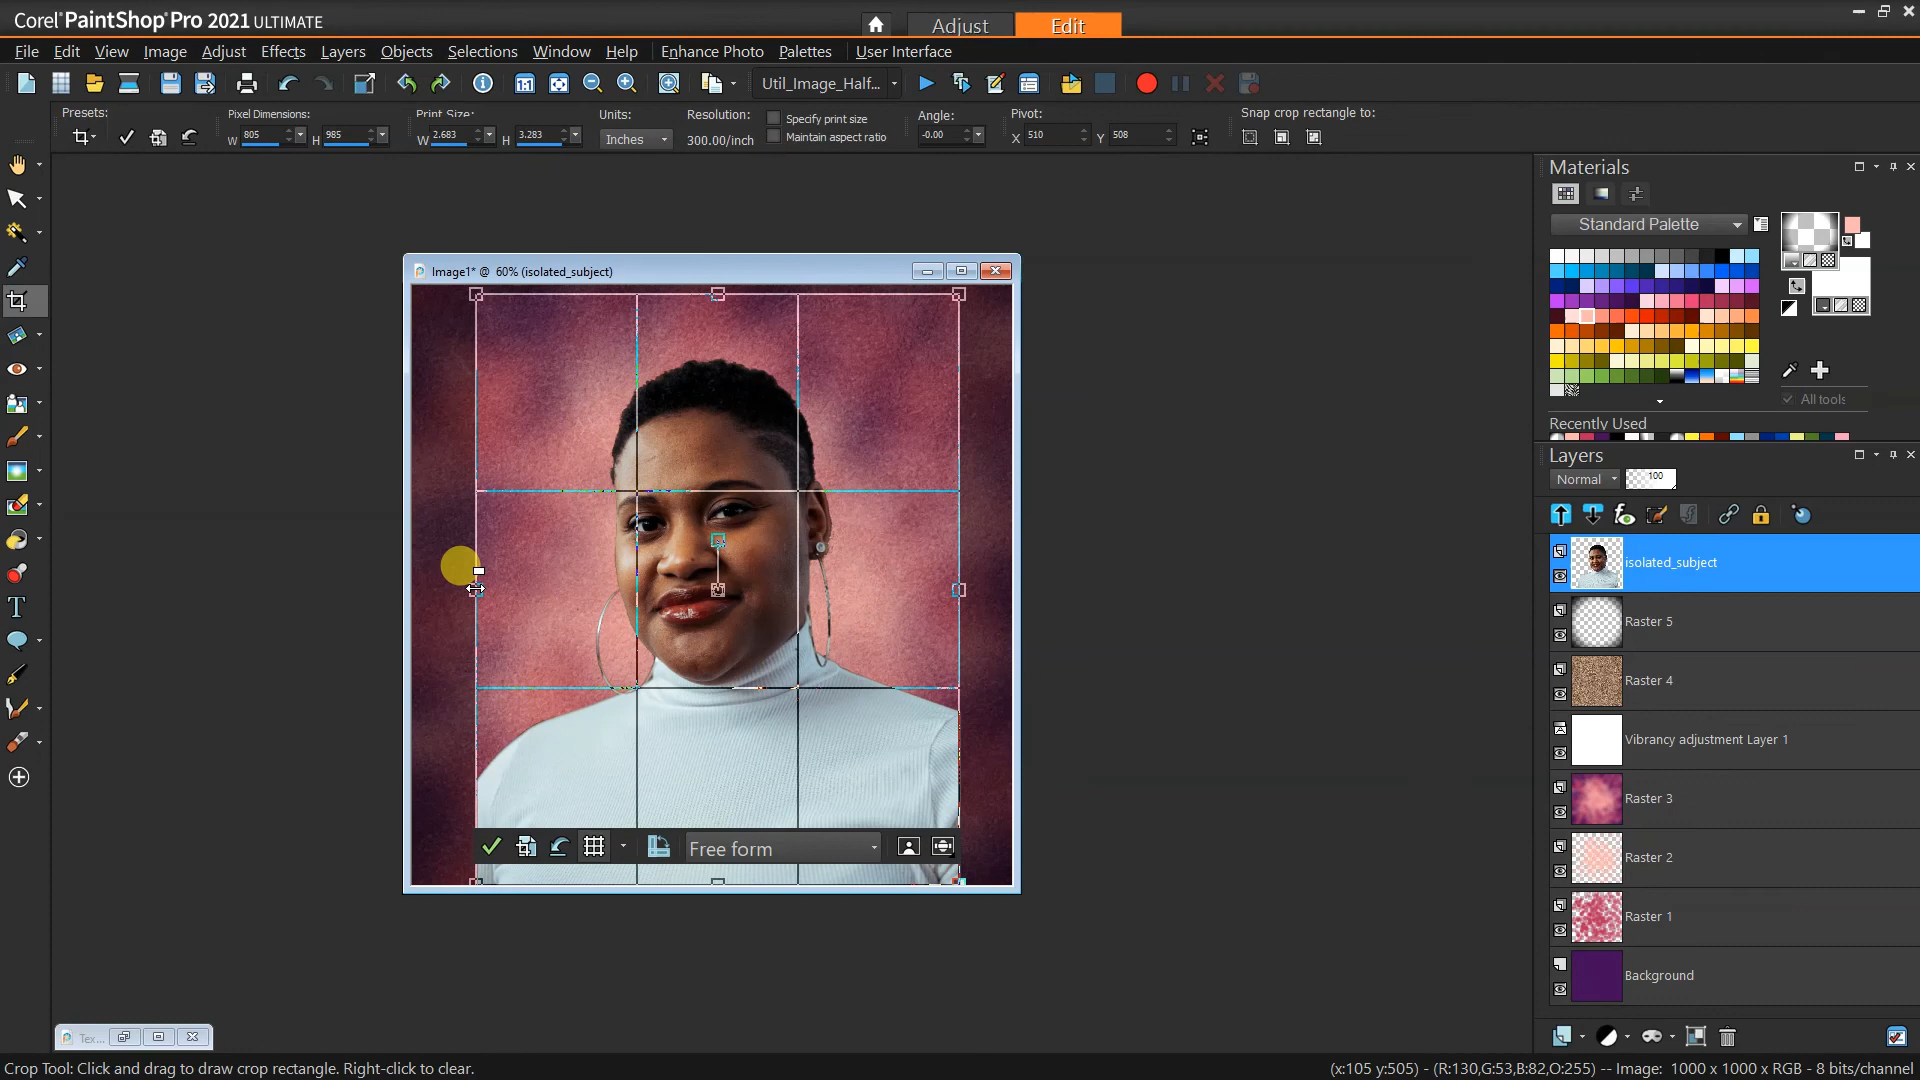 Corel PaintShop Pro 2021 ULTIMATE
Adjust
Edit
File Edit View Image Adjust Effects Layers Objects Selections Window Help Enhance Photo Palettes User Interface
Util_Image_Half...
Presets:
Pixel Dimensions:
Print Size:
Units:
Resolution:
Specify print size
Angle:
Pivot:
Snap crop rectangle to:
W 805 H 985 W 2.683 H 3.283 Inches 300.00/inch Maintain aspect ratio -0.00 X 510 Y 508
Image1* @ 60% (isolated_subject)
Free form
Tex...
Materials
Standard Palette
All tools
Recently Used
Layers
Normal 100
isolated_subject
Raster 5
Raster 4
Vibrancy adjustment Layer 1
Raster 3
Raster 2
Raster 1
Background
Crop Tool: Click and drag to draw crop rectangle. Right-click to clear.
(x:105 y:505) - (R:130,G:53,B:82,O:255) -- Image: 1000 x 1000 x RGB - 8 bits/channel